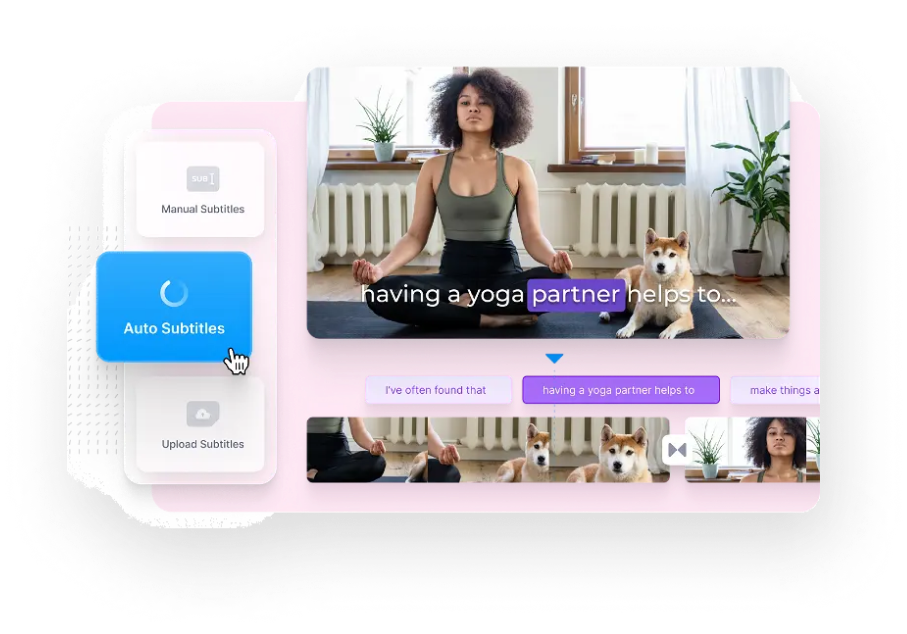 SUB
Manual Subtitles
Auto Subtitles
Upload Subtitles
having a yoga partner helps to...
I've often found that
having a yoga partner helps to
make things a